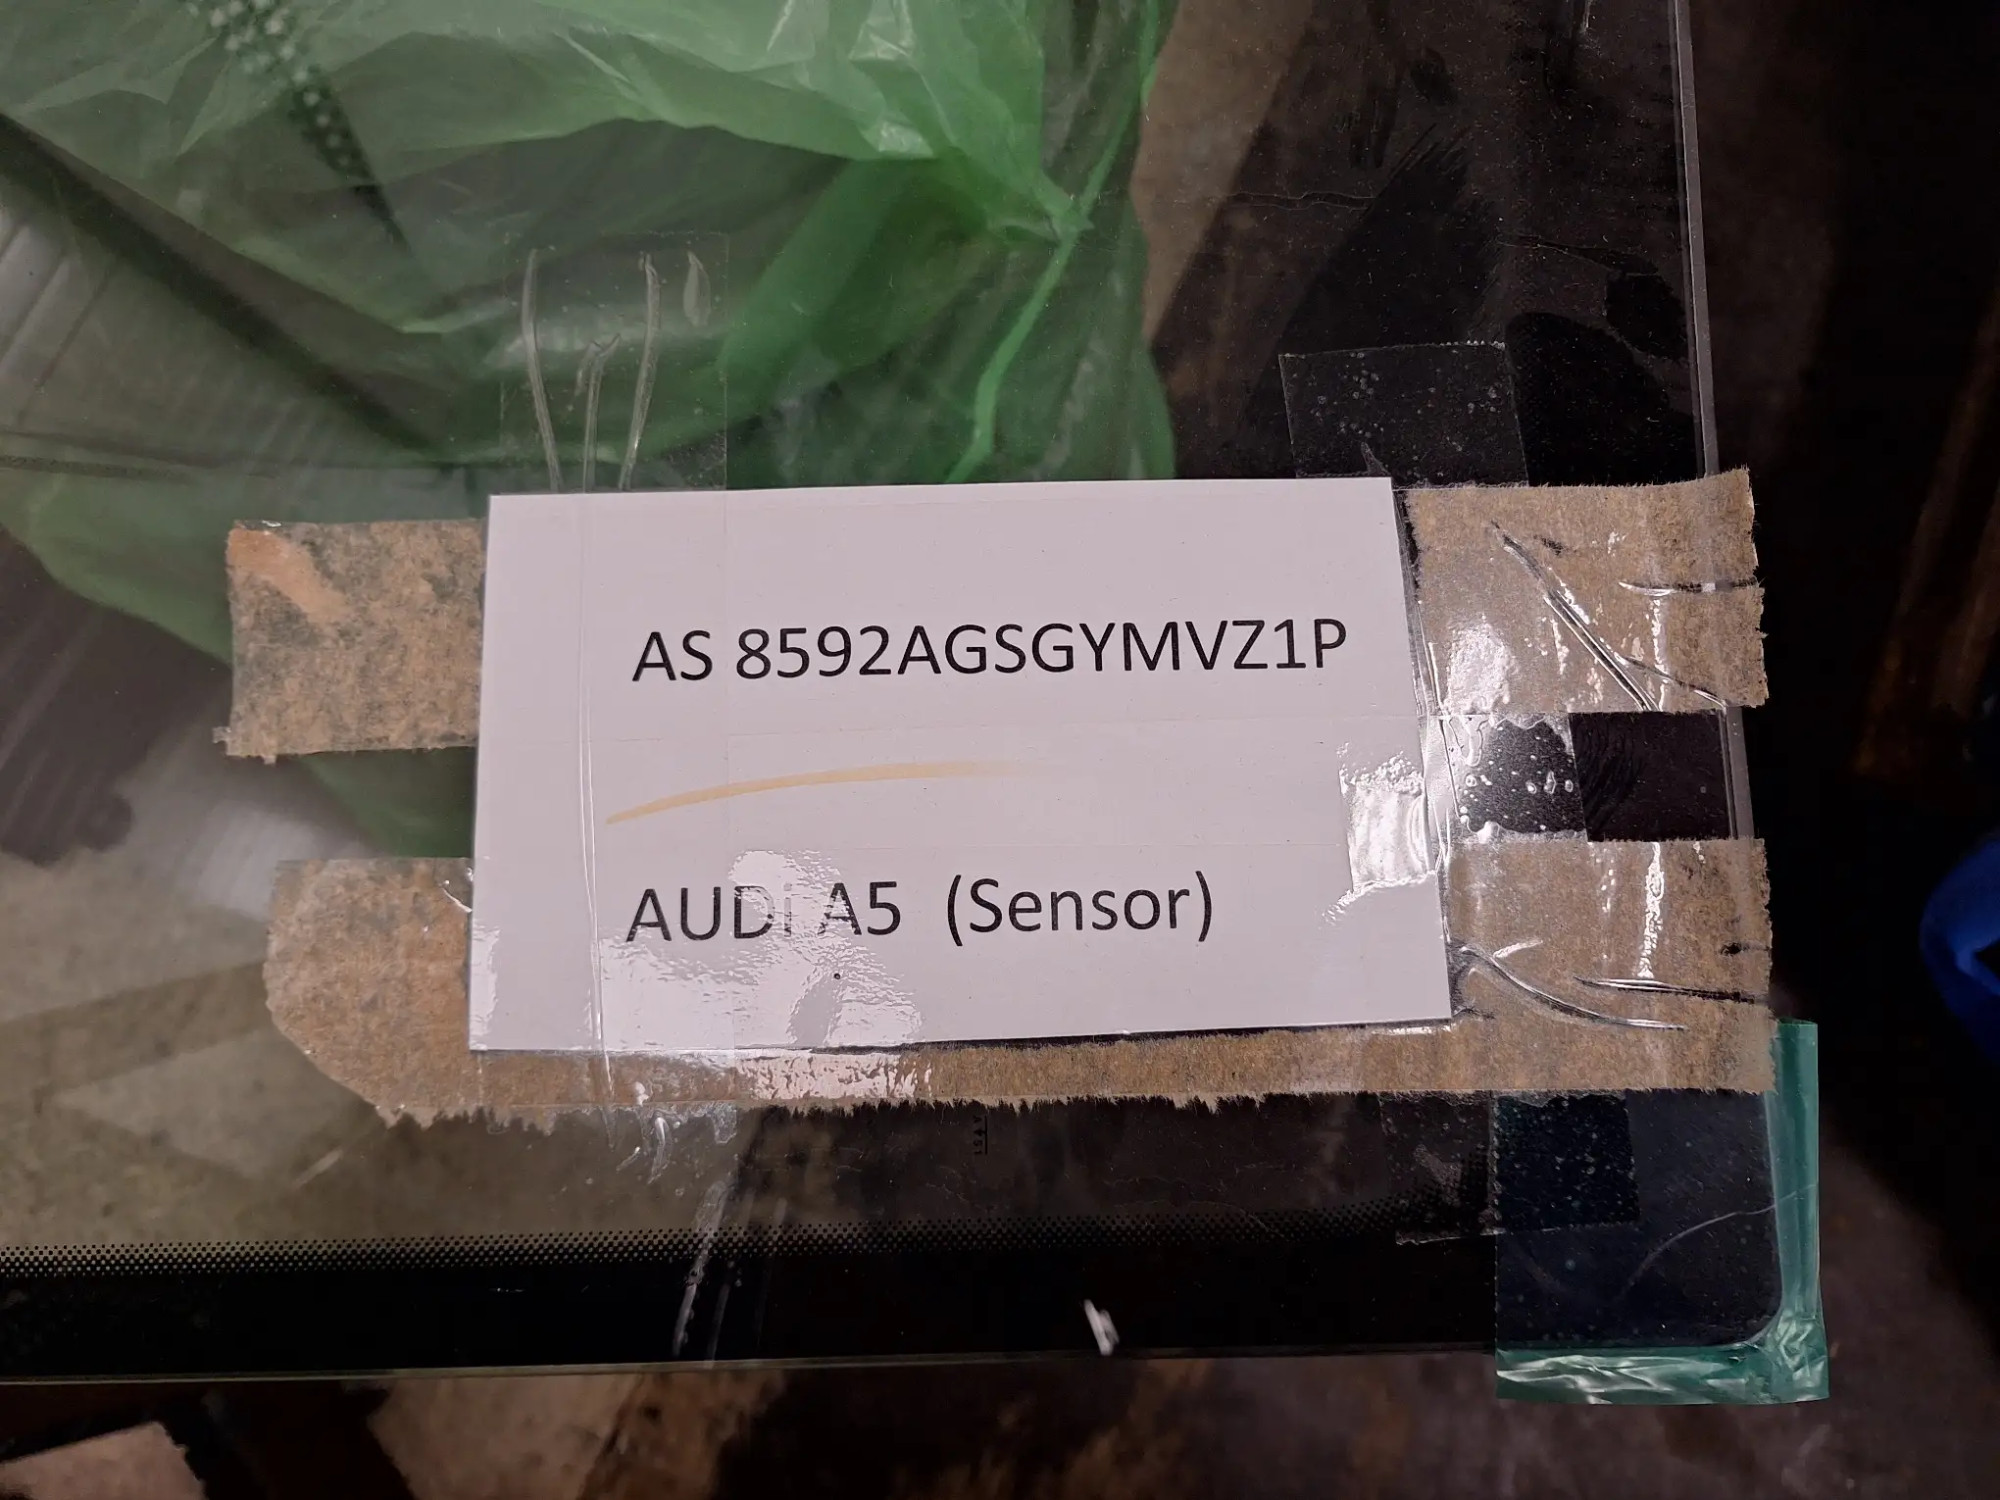 AS 8592AGSGYMVZ1P
AUDi A5 (Sensor)